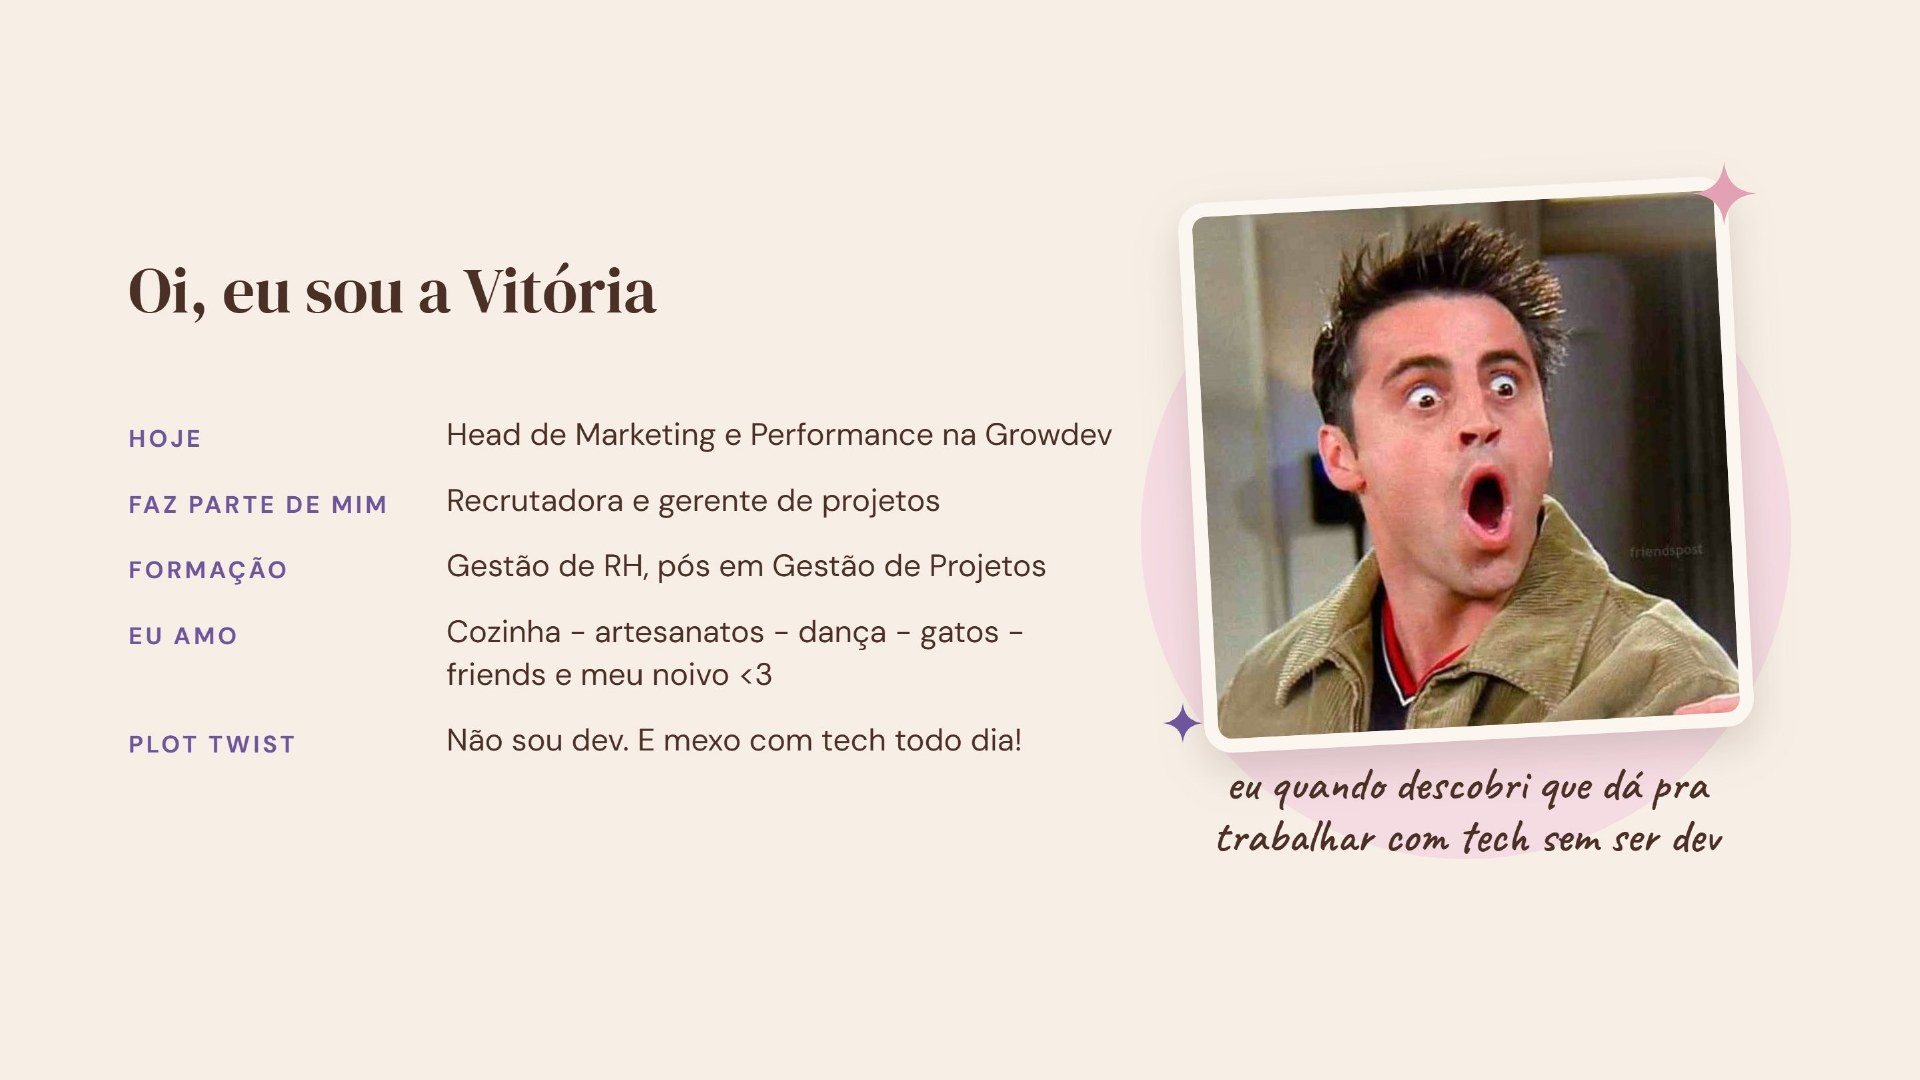 Oi, eu sou a Vitória
HOJE
Head de Marketing e Performance na Growdev
FAZ PARTE DE MIM
Recrutadora e gerente de projetos
FORMAÇÃO
Gestão de RH, pós em Gestão de Projetos
EU AMO
Cozinha - artesanatos - dança - gatos -
friends e meu noivo <3
PLOT TWIST
Não sou dev. E mexo com tech todo dia!
friendspost
eu quando descobri que dá pra
trabalhar com tech sem ser dev